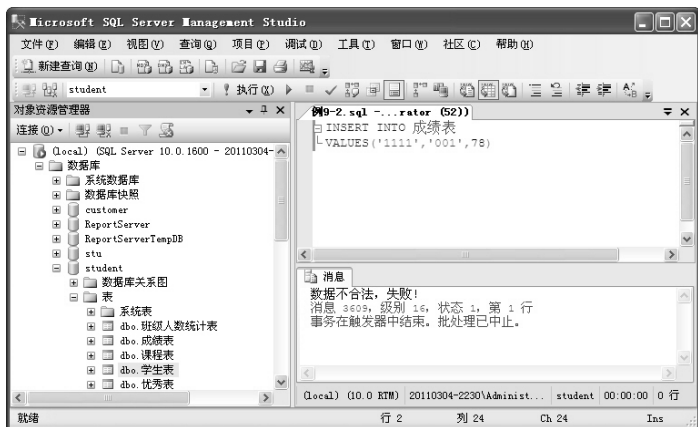 Microsoft SQL Server Management Studio
文件(F) 编辑(E) 视图(V) 查询(Q) 项目(P) 调试(D) 工具(T) 窗口(W) 社区(C) 帮助(H)
新建查询(N)
student 执行(X)
对象资源管理器
连接(O)
(local) (SQL Server 10.0.1600 - 20110304-
数据库
系统数据库
数据库快照
customer
ReportServer
ReportServerTempDB
stu
student
数据库关系图
表
系统表
dbo.班级人数统计表
dbo.成绩表
dbo.课程表
dbo.学生表
dbo.优秀表
例9-2.sql -...rator (52))
INSERT INTO 成绩表
VALUES('1111','001',78)
消息
数据不合法，失败！
消息 3609，级别 16，状态 1，第 1 行
事务在触发器中结束。批处理已中止。
(local) (10.0 RTM) 20110304-2230\Administ... student 00:00:00 0 行
就绪 行 2 列 24 Ch 24 Ins